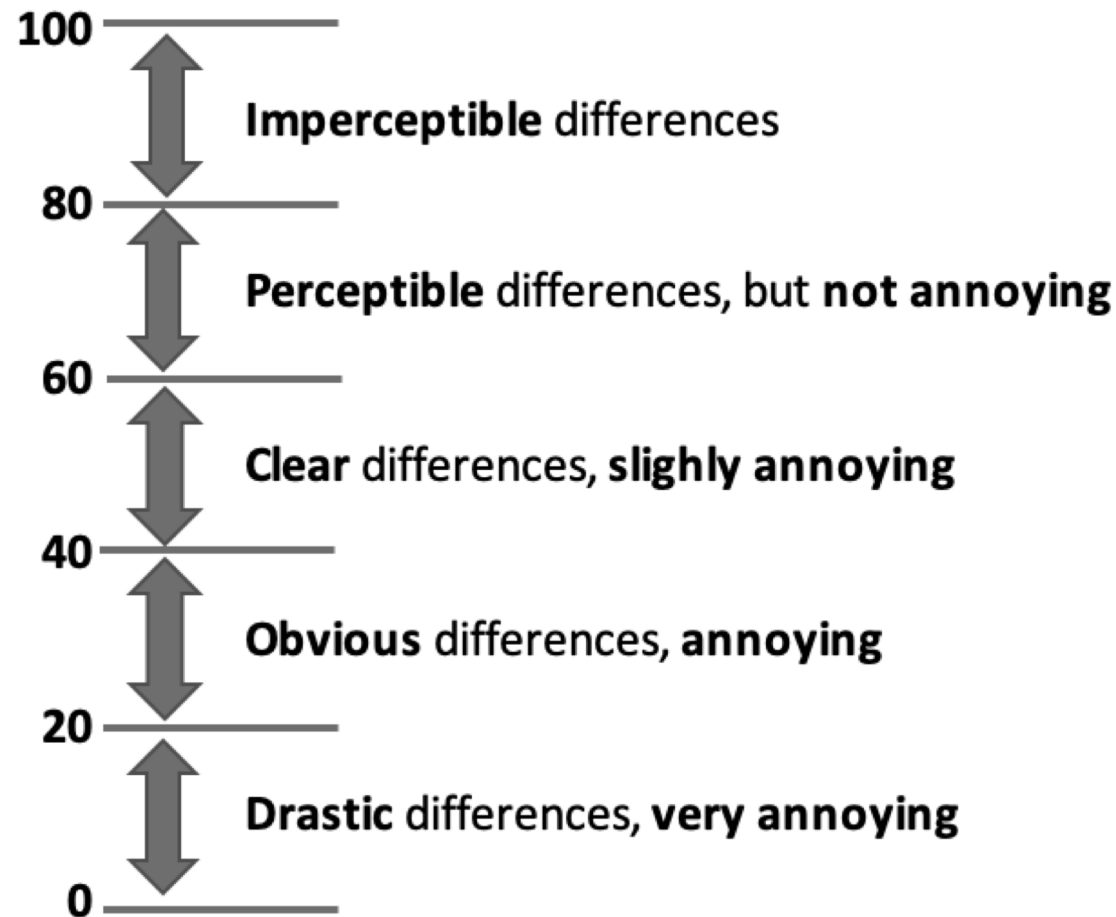 100
Imperceptible differences
80
Perceptible differences, but not annoying
60
Clear differences, slighly annoying
40
Obvious differences, annoying
20
Drastic differences, very annoying
0